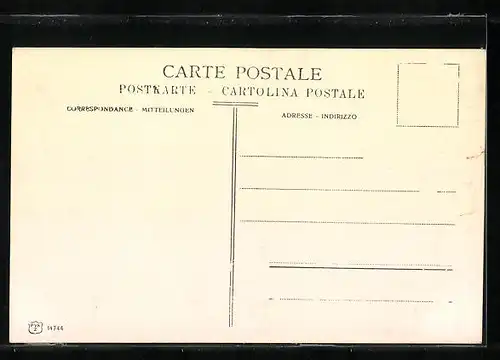 CARTE POSTALE
POSTKARTE - CARTOLINA POSTALE
CORRESPONDANCE - MITTEILUNGEN
ADRESSE - INDIRIZZO
14744